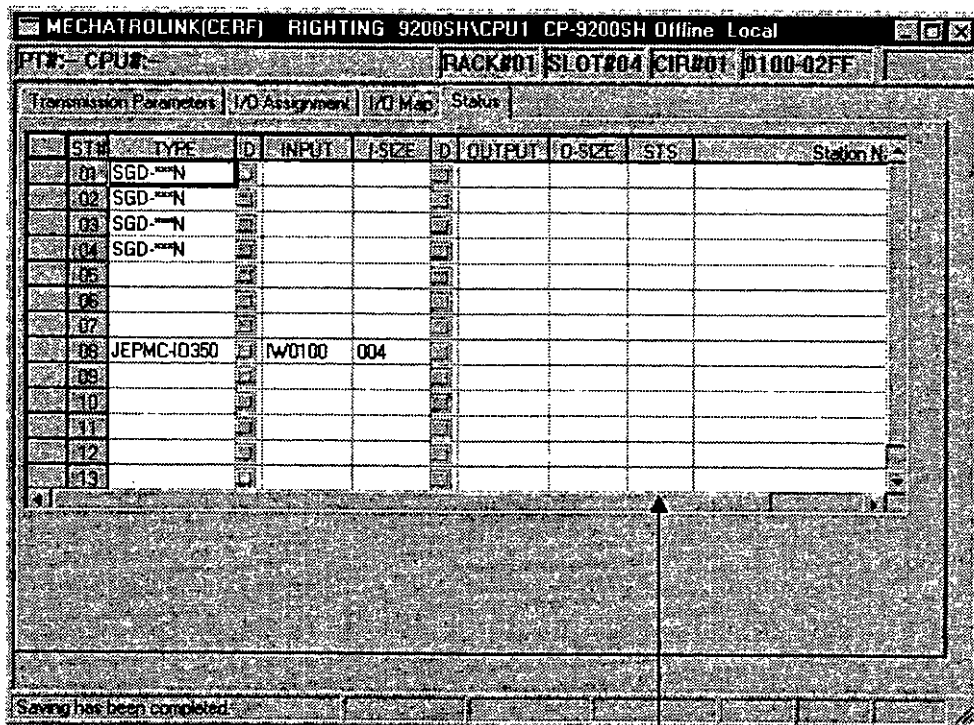 MECHATROLINK(CERF) RIGHTING 9200SH\CPU1 CP-9200SH Offline Local
PT#:– CPU#:– RACK#01 SLOT#04 CIR#01 0100-02FF
Transmission Parameters I/O Assignment I/O Map Status
ST# TYPE D INPUT I-SIZE D OUTPUT O-SIZE STS Station N
01 SGD-***N
02 SGD-***N
03 SGD-***N
04 SGD-***N
05
06
07
08 JEPMC-IO350 IW0100 004
09
10
11
12
13
Saving has been completed.